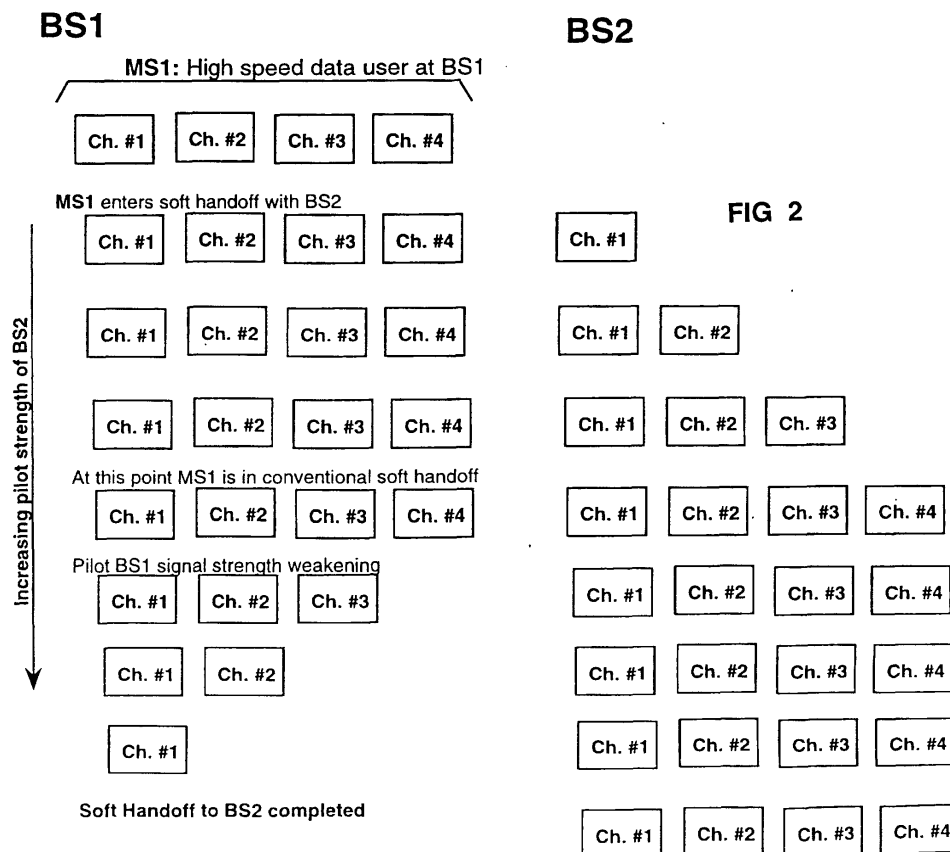 BS1
BS2
MS1: High speed data user at BS1
Ch. #1 Ch. #2 Ch. #3 Ch. #4
MS1 enters soft handoff with BS2
FIG 2
Ch. #1 Ch. #2 Ch. #3 Ch. #4 Ch. #1
Increasing pilot strength of BS2
Ch. #1 Ch. #2 Ch. #3 Ch. #4 Ch. #1 Ch. #2
Ch. #1 Ch. #2 Ch. #3 Ch. #4 Ch. #1 Ch. #2 Ch. #3
At this point MS1 is in conventional soft handoff
Ch. #1 Ch. #2 Ch. #3 Ch. #4 Ch. #1 Ch. #2 Ch. #3 Ch. #4
Pilot BS1 signal strength weakening
Ch. #1 Ch. #2 Ch. #3 Ch. #1 Ch. #2 Ch. #3 Ch. #4
Ch. #1 Ch. #2 Ch. #1 Ch. #2 Ch. #3 Ch. #4
Ch. #1 Ch. #1 Ch. #2 Ch. #3 Ch. #4
Soft Handoff to BS2 completed
Ch. #1 Ch. #2 Ch. #3 Ch. #4